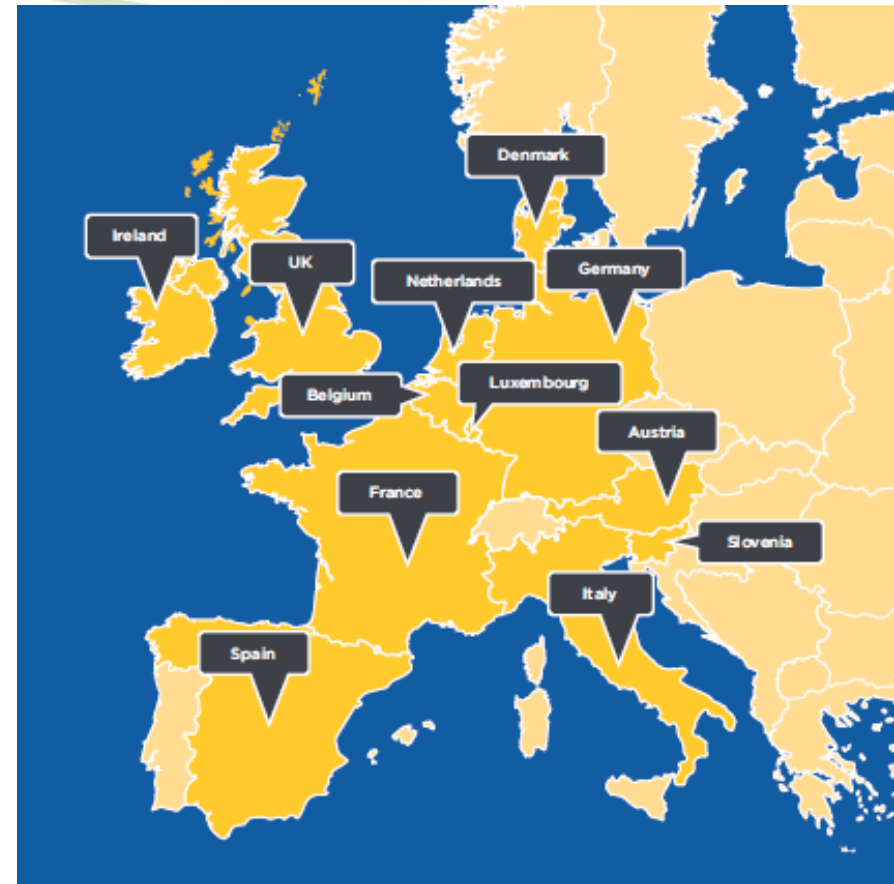 Denmark
Ireland
UK
Germany
Netherlands
Luxembourg
Belgium
Austria
France
Slovenia
Italy
Spain